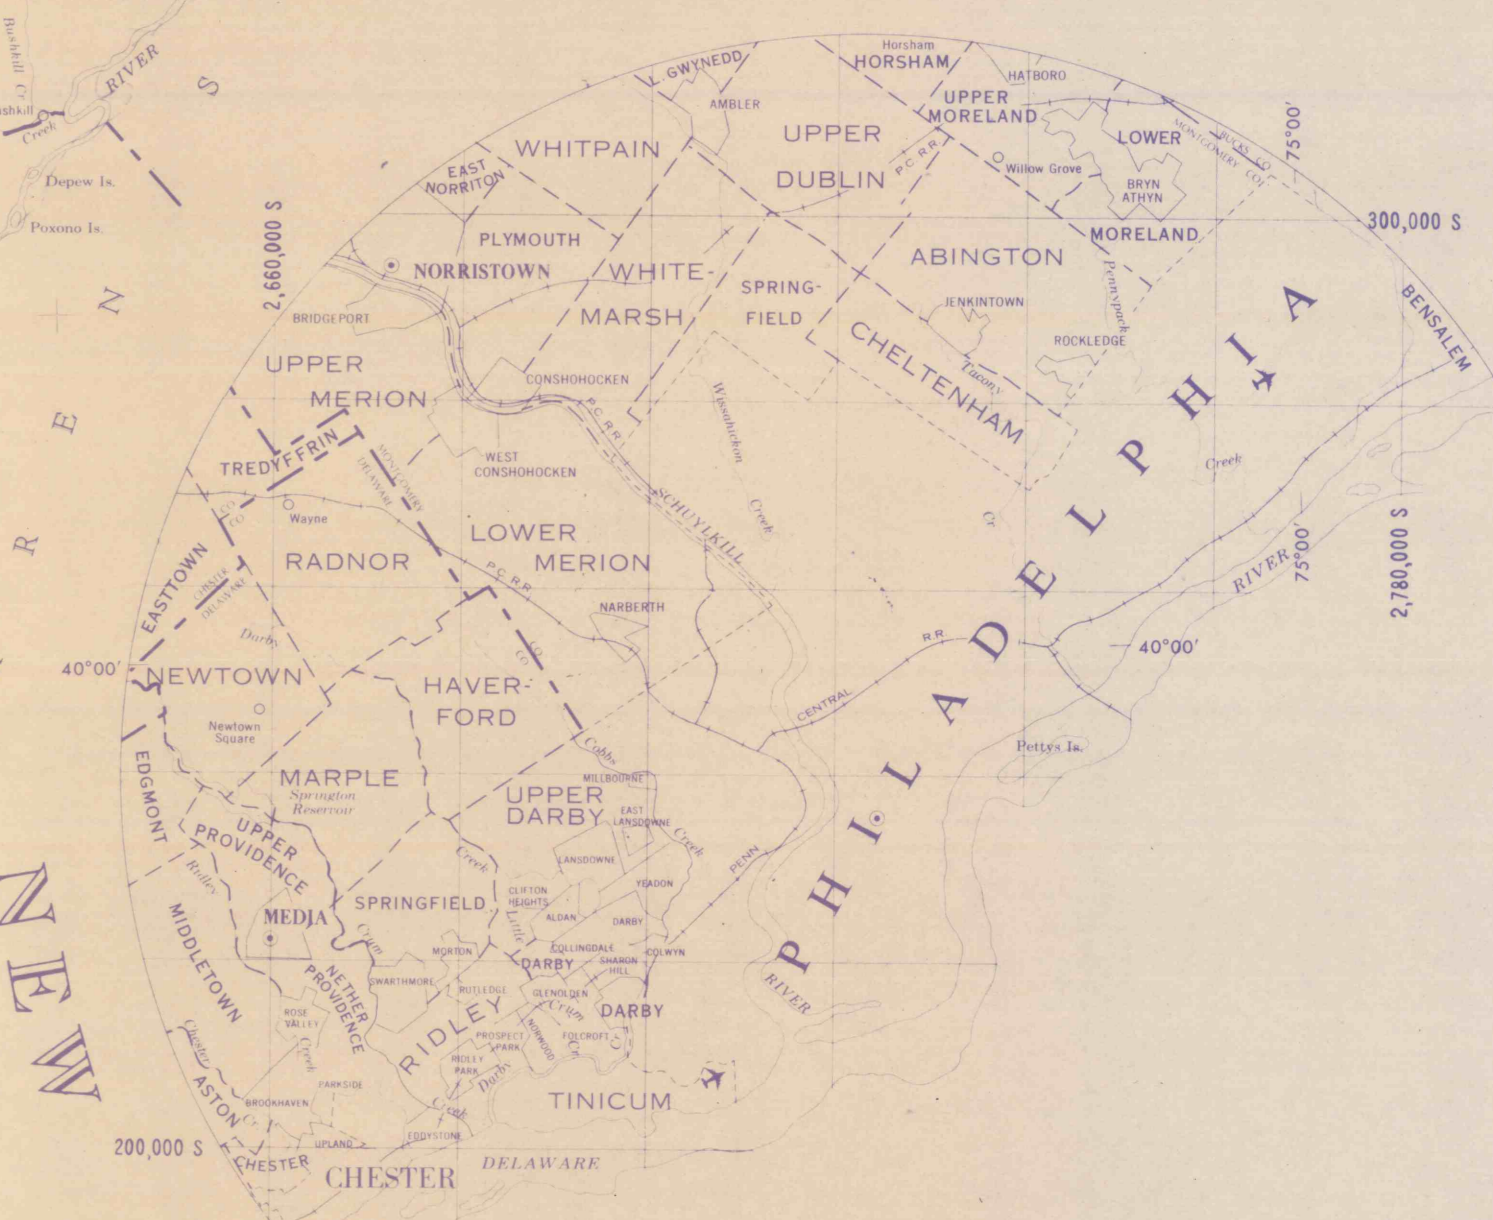 Bushkill Cr
RIVER
Creek
Depew Is.
Poxono Is.
S
N
E
R
NEW
L. GWYNEDD
AMBLER
Horsham
HORSHAM
HATBORO
UPPER
MORELAND
LOWER
MONTGOMERY CO
BUCKS CO
75°00'
WHITPAIN
UPPER
DUBLIN
P C R R
Willow Grove
BRYN
ATHYN
EAST
NORRITON
2,660,000 S
300,000 S
PLYMOUTH
MORELAND
NORRISTOWN
WHITE-
MARSH
SPRING-
FIELD
ABINGTON
Pennypack
BENSALEM
JENKINTOWN
BRIDGEPORT
CHELTENHAM
ROCKLEDGE
UPPER
MERION
CONSHOHOCKEN
Tacony
P.C. R.R.
Wissahickon
Creek
TREDYFFRIN
MONTGOMERY
DELAWARE
WEST
CONSHOHOCKEN
Creek
CO
CO
Wayne
SCHUYLKILL
Cr
LOWER
MERION
RADNOR
P C R R
75°00'
2,780,000 S
RIVER
EASTTOWN
CHESTER
DELAWARE
NARBERTH
Darby
R.R.
40°00'
40°00'
CO
CO
NEWTOWN
HAVER-
FORD
CENTRAL
Newtown
Square
Cobbs
Pettys Is.
EDGMONT
MARPLE
Springton
Reservoir
MILLBOURNE
UPPER
DARBY
EAST
LANSDOWNE
Creek
UPPER
PROVIDENCE
Ridley
Creek
LANSDOWNE
PENN
PHILADELPHIA
YEADON
CLIFTON
HEIGHTS
SPRINGFIELD
MEDIA
ALDAN
DARBY
Little
MIDDLETOWN
Crum
MORTON
COLLINGDALE
COLWYN
DARBY
SHARON
HILL
NETHER
PROVIDENCE
SWARTHMORE
RUTLEDGE
GLENOLDEN
RIVER
Crum
DARBY
ROSE
VALLEY
RIDLEY
PROSPECT
PARK
NORWOOD
FOLCROFT
Cr
Creek
Chester
RIDLEY
PARK
Darby
PARKSIDE
ASTON
BROOKHAVEN
TINICUM
Creek
Cr
EDDYSTONE
UPLAND
200,000 S
CHESTER
CHESTER
DELAWARE